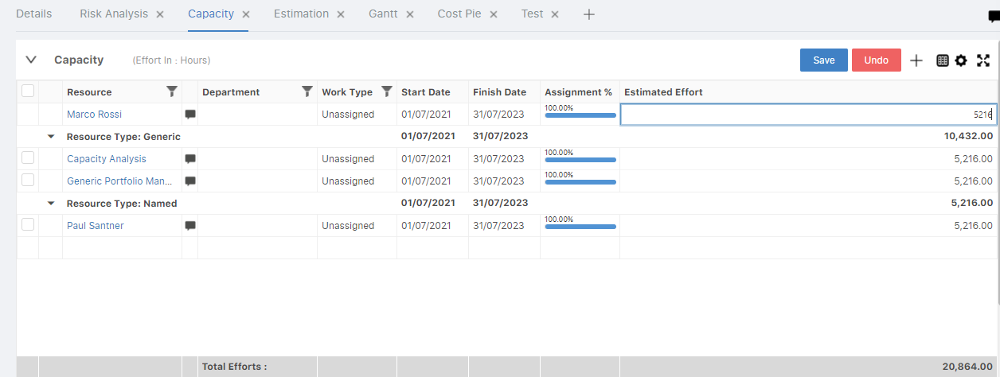 Details Risk Analysis Capacity Estimation Gantt Cost Pie Test
Capacity (Effort In : Hours) Save Undo
Resource Department Work Type Start Date Finish Date Assignment % Estimated Effort
Marco Rossi Unassigned 01/07/2021 31/07/2023 100.00% 5216
Resource Type: Generic 01/07/2021 31/07/2023 10,432.00
Capacity Analysis Unassigned 01/07/2021 31/07/2023 100.00% 5,216.00
Generic Portfolio Man... Unassigned 01/07/2021 31/07/2023 100.00% 5,216.00
Resource Type: Named 01/07/2021 31/07/2023 5,216.00
Paul Santner Unassigned 01/07/2021 31/07/2023 100.00% 5,216.00
Total Efforts : 20,864.00